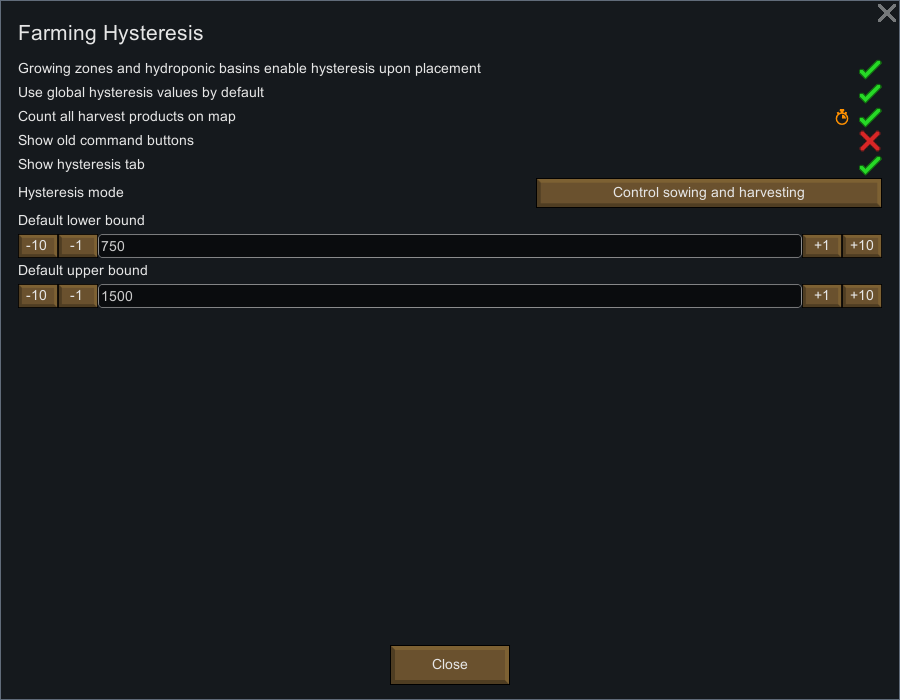 Farming Hysteresis
Growing zones and hydroponic basins enable hysteresis upon placement
Use global hysteresis values by default
Count all harvest products on map
Show old command buttons
Show hysteresis tab
Hysteresis mode Control sowing and harvesting
Default lower bound
-10 -1 750 +1 +10
Default upper bound
-10 -1 1500 +1 +10
Close